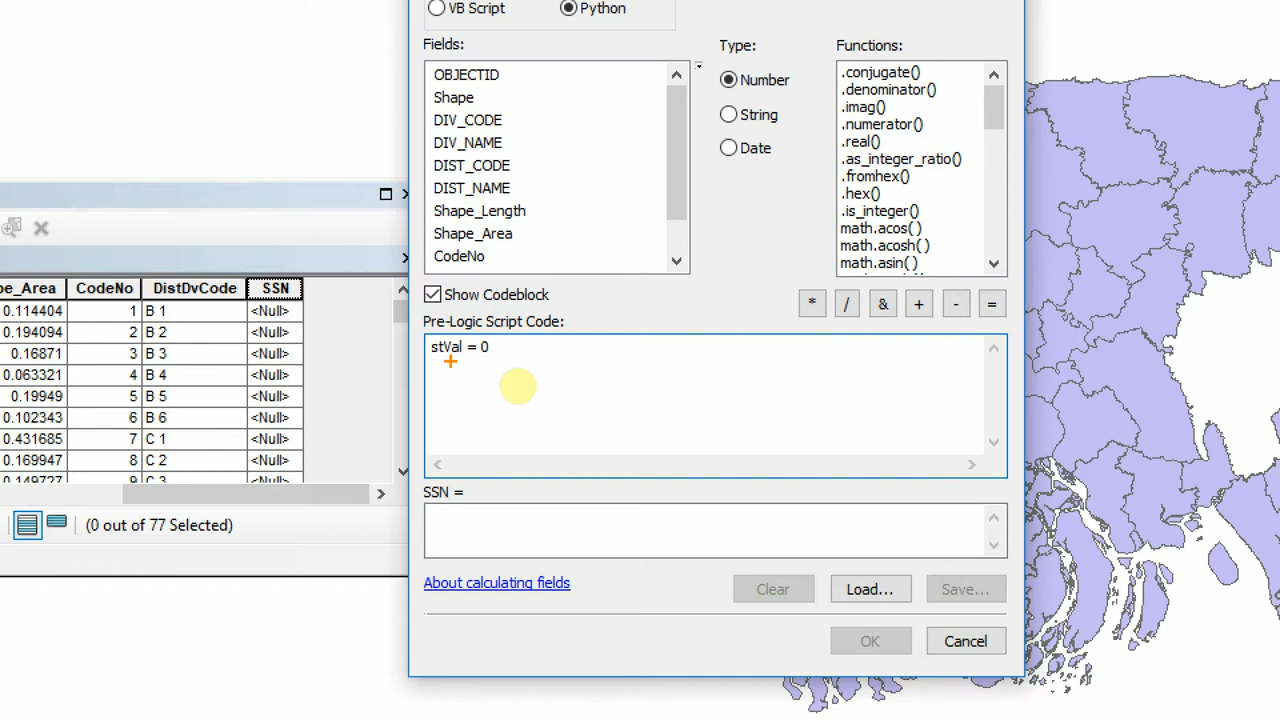 VB Script
Python
Fields:
Type:
Functions:
OBJECTID
Shape
DIV_CODE
DIV_NAME
DIST_CODE
DIST_NAME
Shape_Length
Shape_Area
CodeNo
Number
String
Date
.conjugate()
.denominator()
.imag()
.numerator()
.real()
.as_integer_ratio()
.fromhex()
.hex()
.is_integer()
math.acos( )
math.acosh( )
math.asin( )
Show Codeblock
* / & + - =
Pre-Logic Script Code:
stVal = 0
SSN =
About calculating fields
Clear
Load...
Save...
OK
Cancel
pe_Area CodeNo DistDvCode SSN
0.114404 1 B 1 <Null>
0.194094 2 B 2 <Null>
0.16871 3 B 3 <Null>
0.063321 4 B 4 <Null>
0.19949 5 B 5 <Null>
0.102343 6 B 6 <Null>
0.431685 7 C 1 <Null>
0.169947 8 C 2 <Null>
0.149727 9 C 3 <Null>
(0 out of 77 Selected)